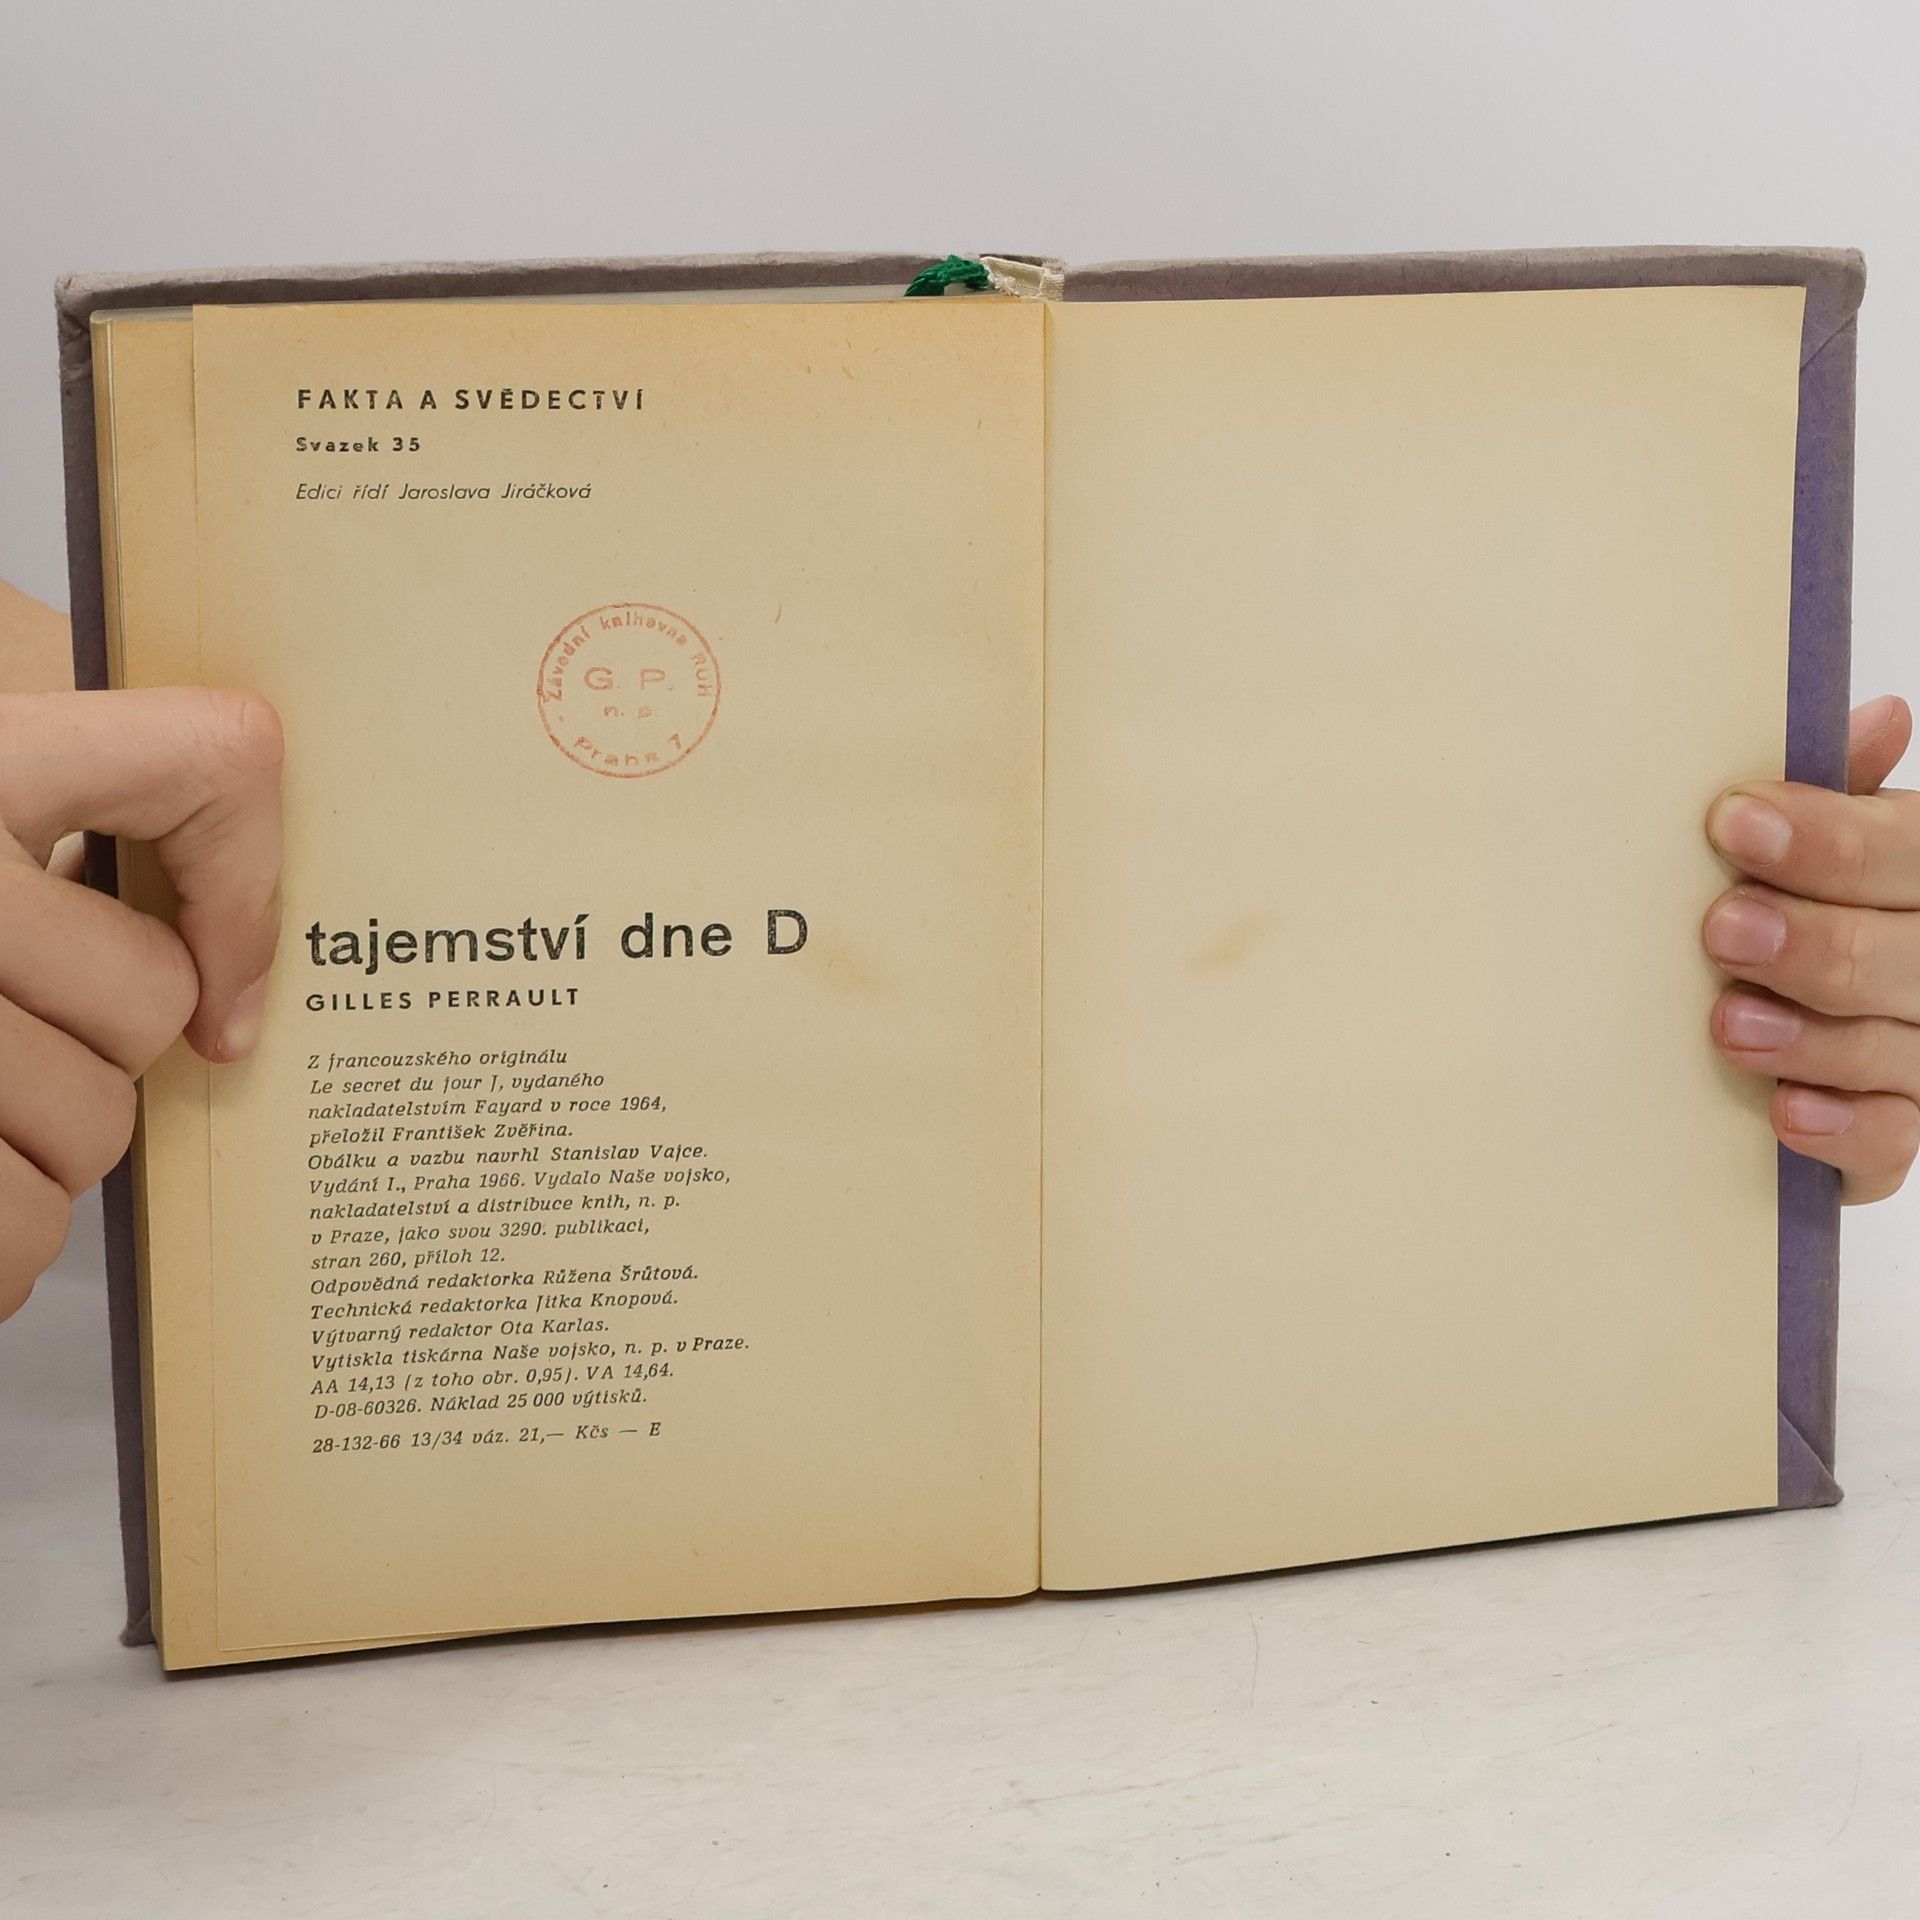 FAKTA A SVĚDECTVÍ
Svazek 35
Edici řídí Jaroslava Jiráčková
Závodní knihovna RUH
G. P.
n. p.
Praha 7
tajemství dne D
GILLES PERRAULT
Z francouzského originálu
Le secret du jour J, vydaného
nakladatelstvím Fayard v roce 1964,
přeložil František Zvěřina.
Obálku a vazbu navrhl Stanislav Vajce.
Vydání I., Praha 1966. Vydalo Naše vojsko,
nakladatelství a distribuce knih, n. p.
v Praze, jako svou 3290. publikaci,
stran 260, příloh 12.
Odpovědná redaktorka Růžena Šrůtová.
Technická redaktorka Jitka Knopová.
Výtvarný redaktor Ota Karlas.
Vytiskla tiskárna Naše vojsko, n. p. v Praze.
AA 14,13 (z toho obr. 0,95). VA 14,64.
D-08-60326. Náklad 25 000 výtisků.
28-132-66 13/34 váz. 21,— Kčs — E